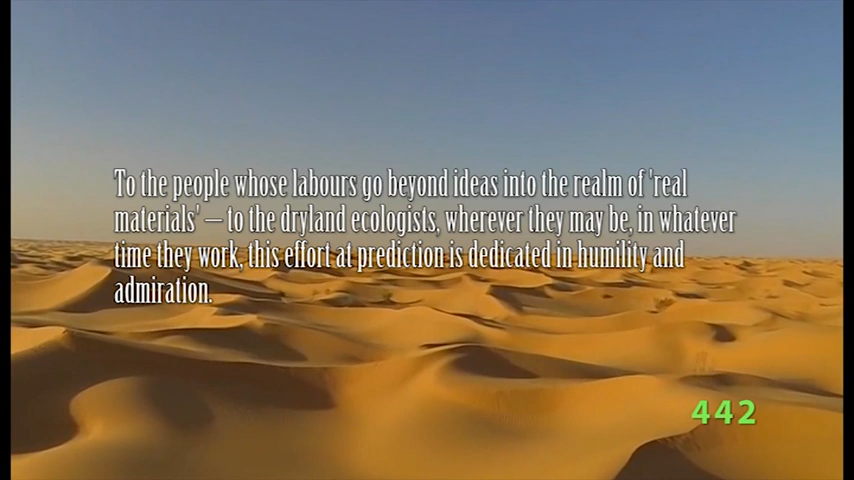 To the people whose labours go beyond ideas into the realm of 'real
materials' – to the dryland ecologists, wherever they may be, in whatever
time they work, this effort at prediction is dedicated in humility and
admiration.
442